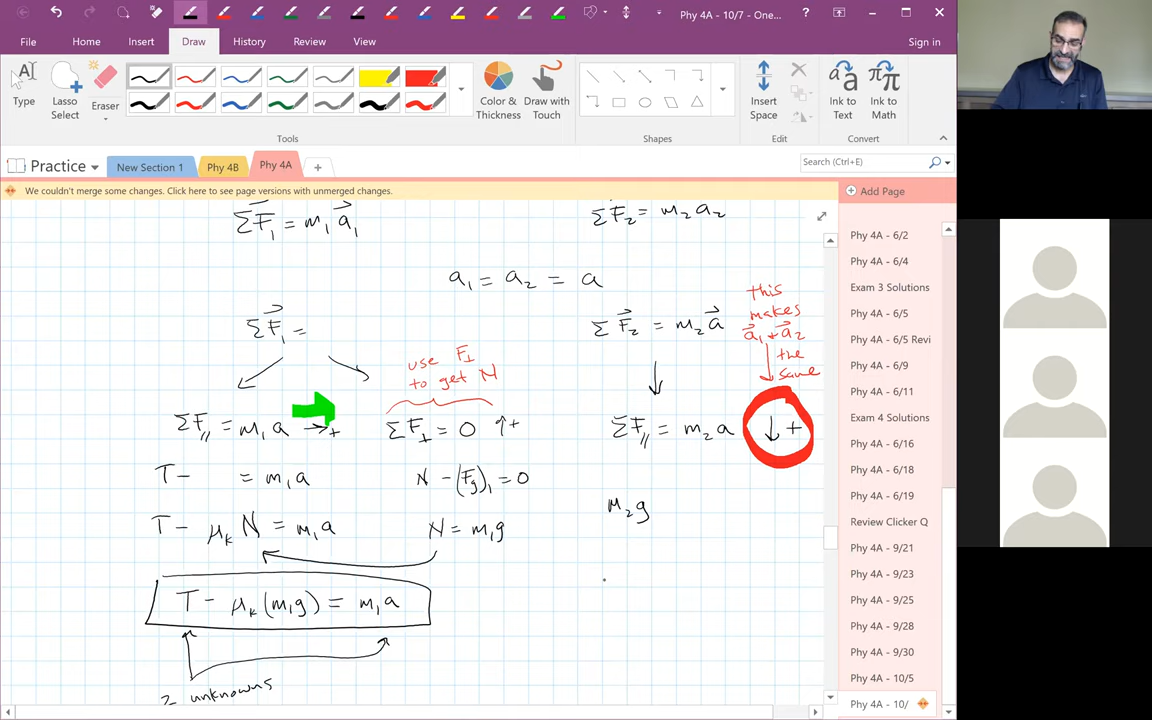 Phy 4A - 10/7 - One...
File Home Insert Draw History Review View Sign in
Type
Lasso Select
Eraser
Color & Thickness
Draw with Touch
Insert Space
Ink to Text
Ink to Math
Tools
Shapes
Edit
Convert
Practice
New Section 1
Phy 4B
Phy 4A
+
Search (Ctrl+E)
We couldn't merge some changes. Click here to see page versions with unmerged changes.
Add Page
ΣF⃗₁ = m₁a⃗₁
ΣF₂ = m₂a₂
a₁ = a₂ = a
ΣF⃗₁ =
ΣF⃗₂ = m₂a⃗
this
makes
a⃗₁ + a⃗₂
the
same
use F⊥
to get N
ΣF// = m₁a → +
ΣF⊥ = 0 ↑+
ΣF// = m₂a ↓ +
T - = m₁a
N - (Fg)₁ = 0
T - μₖN = m₁a
N = m₁g
m₂g
T - μₖ(m₁g) = m₁a
2 unknowns
Phy 4A - 6/2
Phy 4A - 6/4
Exam 3 Solutions
Phy 4A - 6/5
Phy 4A - 6/5 Revi
Phy 4A - 6/9
Phy 4A - 6/11
Exam 4 Solutions
Phy 4A - 6/16
Phy 4A - 6/18
Phy 4A - 6/19
Review Clicker Q
Phy 4A - 9/21
Phy 4A - 9/23
Phy 4A - 9/25
Phy 4A - 9/28
Phy 4A - 9/30
Phy 4A - 10/5
Phy 4A - 10/